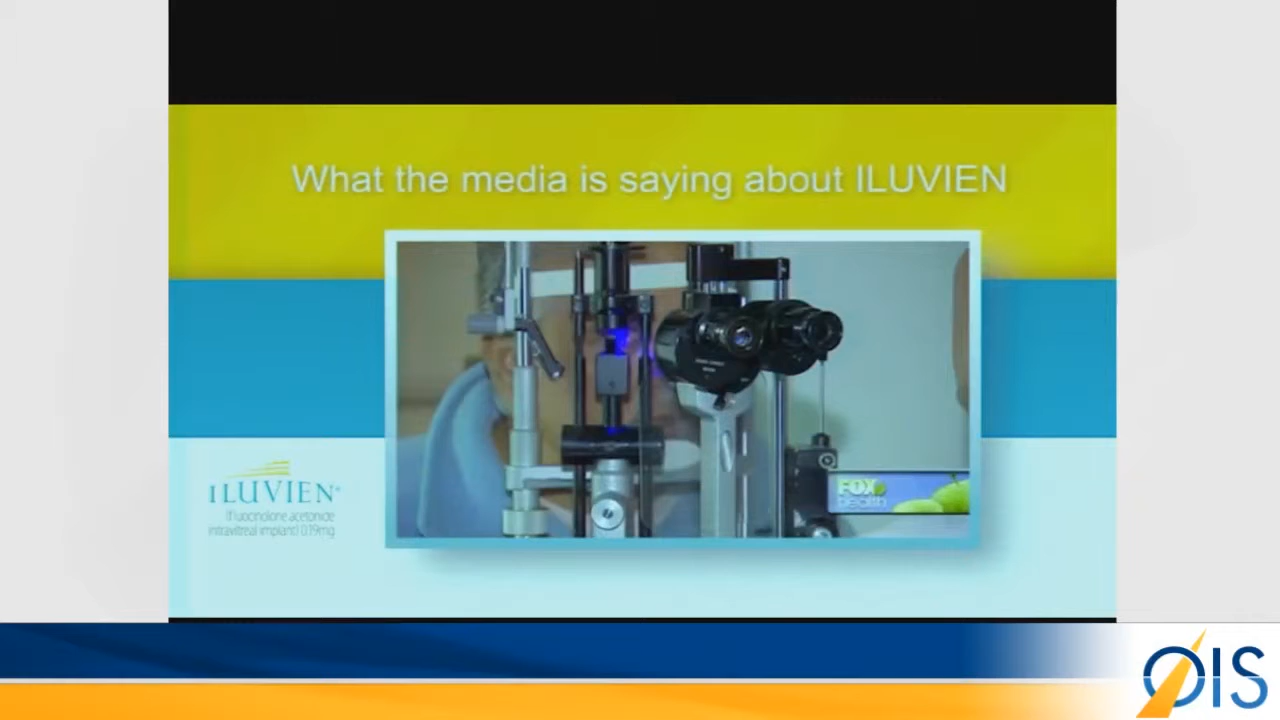 What the media is saying about ILUVIEN
FOX
health
ILUVIEN®
(fluocinolone acetonide
intravitreal implant) 0.19mg
OIS